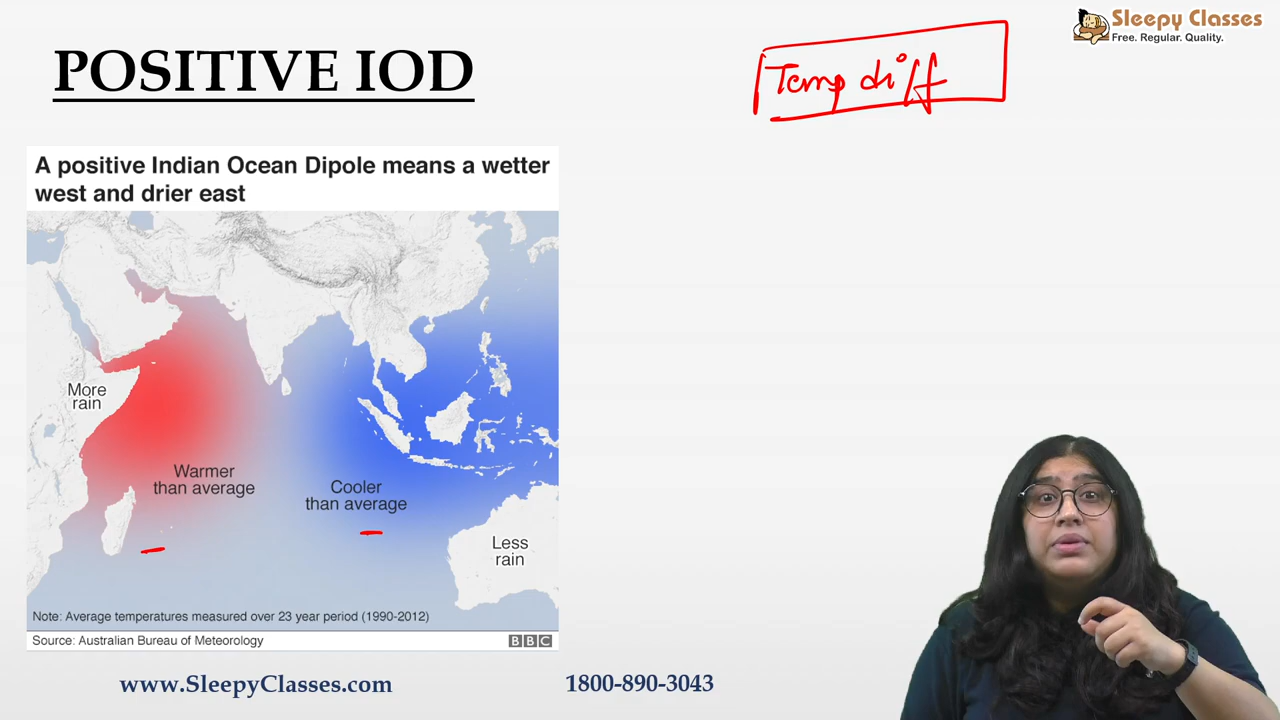 Sleepy Classes
Free. Regular. Quality.
POSITIVE IOD
Temp diff
A positive Indian Ocean Dipole means a wetter
west and drier east
More
rain
Warmer
than average
Cooler
than average
Less
rain
Note: Average temperatures measured over 23 year period (1990-2012)
Source: Australian Bureau of Meteorology
BBC
www.SleepyClasses.com
1800-890-3043